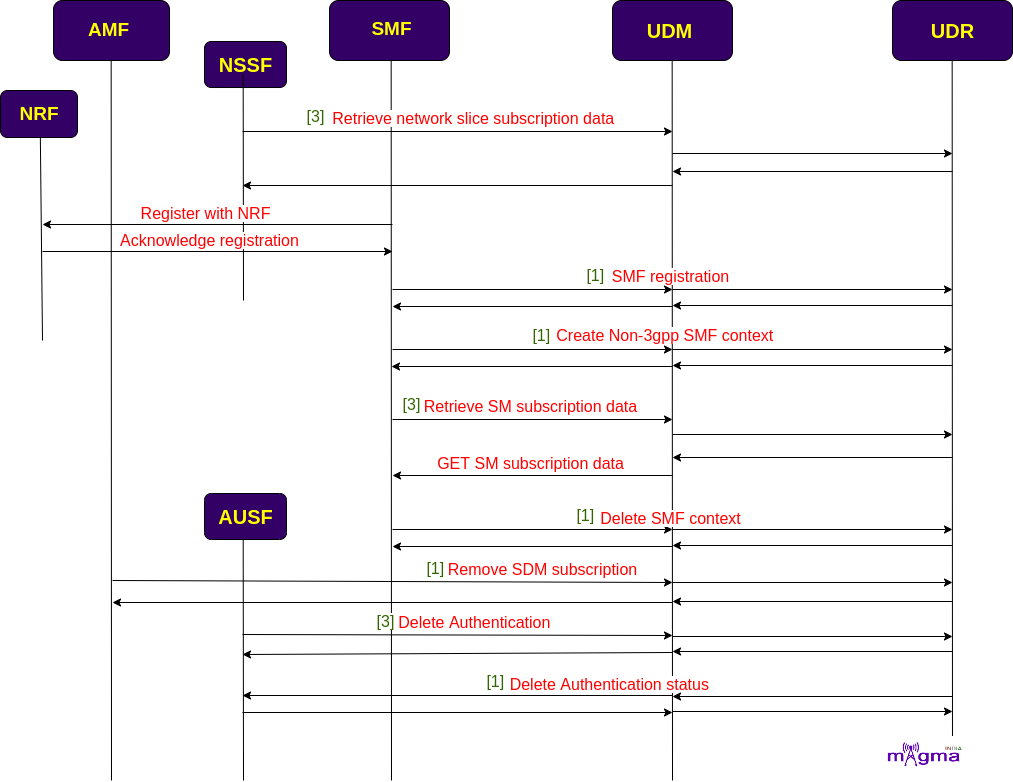 AMF
SMF
UDM
UDR
NSSF
NRF
[3] Retrieve network slice subscription data
Register with NRF
Acknowledge registration
[1] SMF registration
[1] Create Non-3gpp SMF context
[3] Retrieve SM subscription data
GET SM subscription data
AUSF
[1] Delete SMF context
[1] Remove SDM subscription
[3] Delete Authentication
[1] Delete Authentication status
INDIA
magma